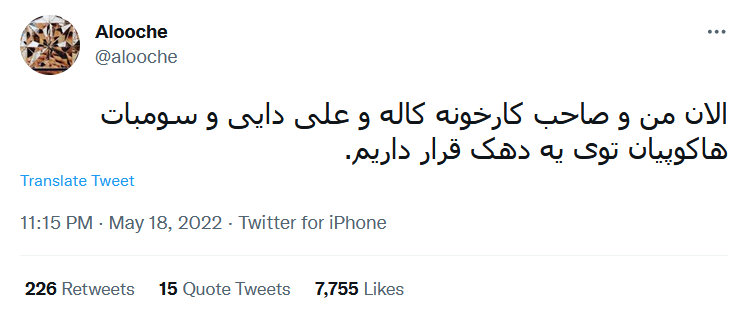 Alooche
@alooche
الان من و صاحب کارخونه کاله و علی دایی و سومبات
هاکوپیان توی یه دهک قرار داریم.
Translate Tweet
11:15 PM · May 18, 2022 · Twitter for iPhone
226 Retweets 15 Quote Tweets 7,755 Likes